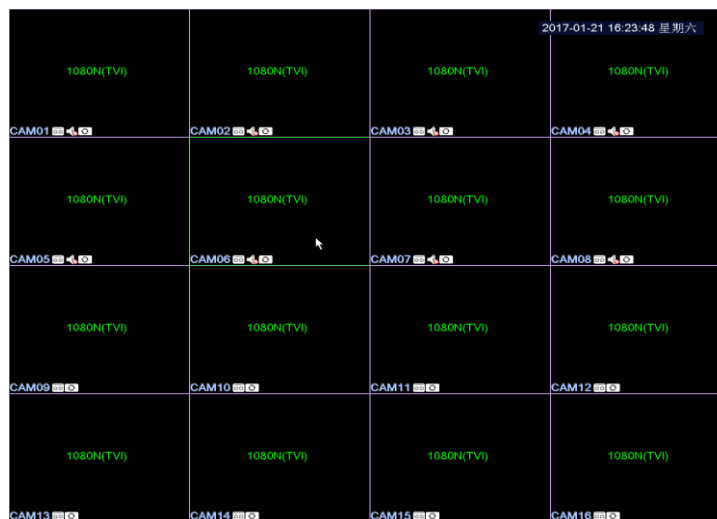 2017-01-21 16:23:48 星期六
1080N(TVI) 1080N(TVI) 1080N(TVI) 1080N(TVI)
CAM01 CAM02 CAM03 CAM04
1080N(TVI) 1080N(TVI) 1080N(TVI) 1080N(TVI)
CAM05 CAM06 CAM07 CAM08
1080N(TVI) 1080N(TVI) 1080N(TVI) 1080N(TVI)
CAM09 CAM10 CAM11 CAM12
1080N(TVI) 1080N(TVI) 1080N(TVI) 1080N(TVI)
CAM13 CAM14 CAM15 CAM16